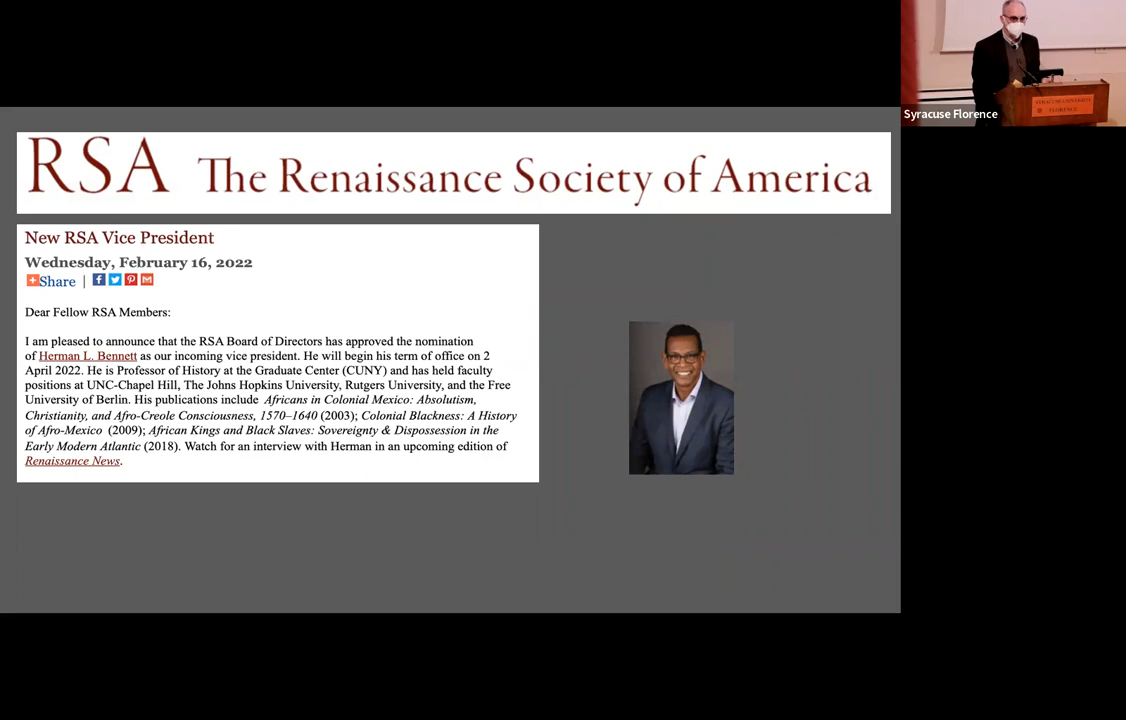 RSA The Renaissance Society of America
New RSA Vice President
Wednesday, February 16, 2022
Share |
Dear Fellow RSA Members:
I am pleased to announce that the RSA Board of Directors has approved the nomination
of Herman L. Bennett as our incoming vice president. He will begin his term of office on 2
April 2022. He is Professor of History at the Graduate Center (CUNY) and has held faculty
positions at UNC-Chapel Hill, The Johns Hopkins University, Rutgers University, and the Free
University of Berlin. His publications include Africans in Colonial Mexico: Absolutism,
Christianity, and Afro-Creole Consciousness, 1570–1640 (2003); Colonial Blackness: A History
of Afro-Mexico (2009); African Kings and Black Slaves: Sovereignty & Dispossession in the
Early Modern Atlantic (2018). Watch for an interview with Herman in an upcoming edition of
Renaissance News.
Syracuse Florence
SYRACUSE UNIVERSITY
FLORENCE